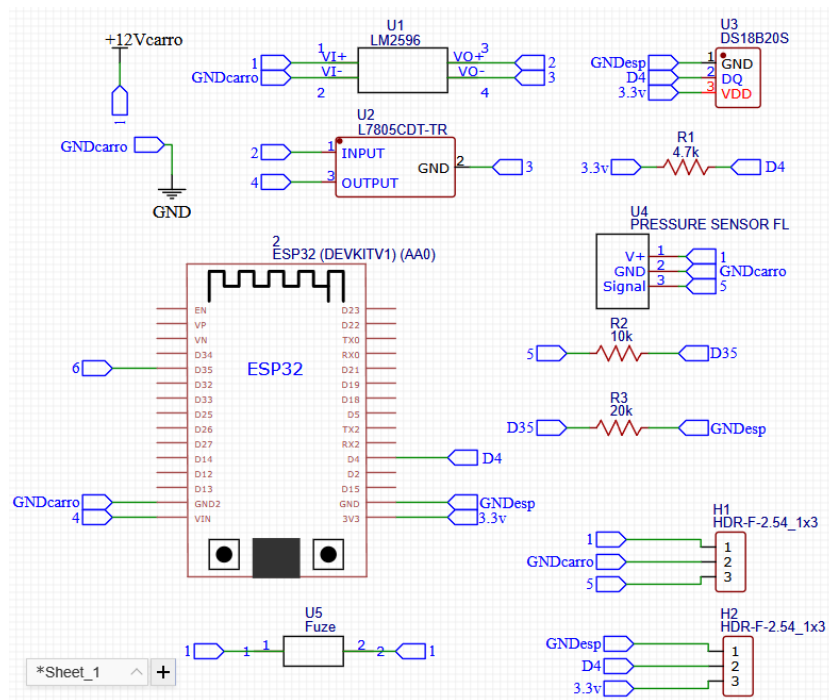 +12Vcarro
1
GNDcarro
GND
U1
LM2596
1 1 VI+ VO+ 3 2
GNDcarro VI- VO- 3
2 4
U2
L7805CDT-TR
2 1 INPUT
GND 2 3
4 3 OUTPUT
U3
DS18B20S
GNDesp 1 GND
D4 2 DQ
3.3v 3 VDD
R1
4.7k
3.3v D4
U4
PRESSURE SENSOR FL
V+ 1 1
GND 2 GNDcarro
Signal 3 5
2
ESP32 (DEVKITV1) (AA0)
EN D23
VP D22
VN TX0
D34 RX0
6 D35 ESP32 D21
D32 D19
D33 D18
D25 D5
D26 TX2
D27 RX2
D14 D4 D4
D12 D2
D13 D15
GNDcarro GND2 GND GNDesp
4 VIN 3V3 3.3v
R2
10k
5 D35
R3
20k
D35 GNDesp
H1
HDR-F-2.54_1x3
1 1
GNDcarro 2
5 3
U5
Fuze
1 1 1 2 2 1
H2
HDR-F-2.54_1x3
GNDesp 1
D4 2
3.3v 3
*Sheet_1 +